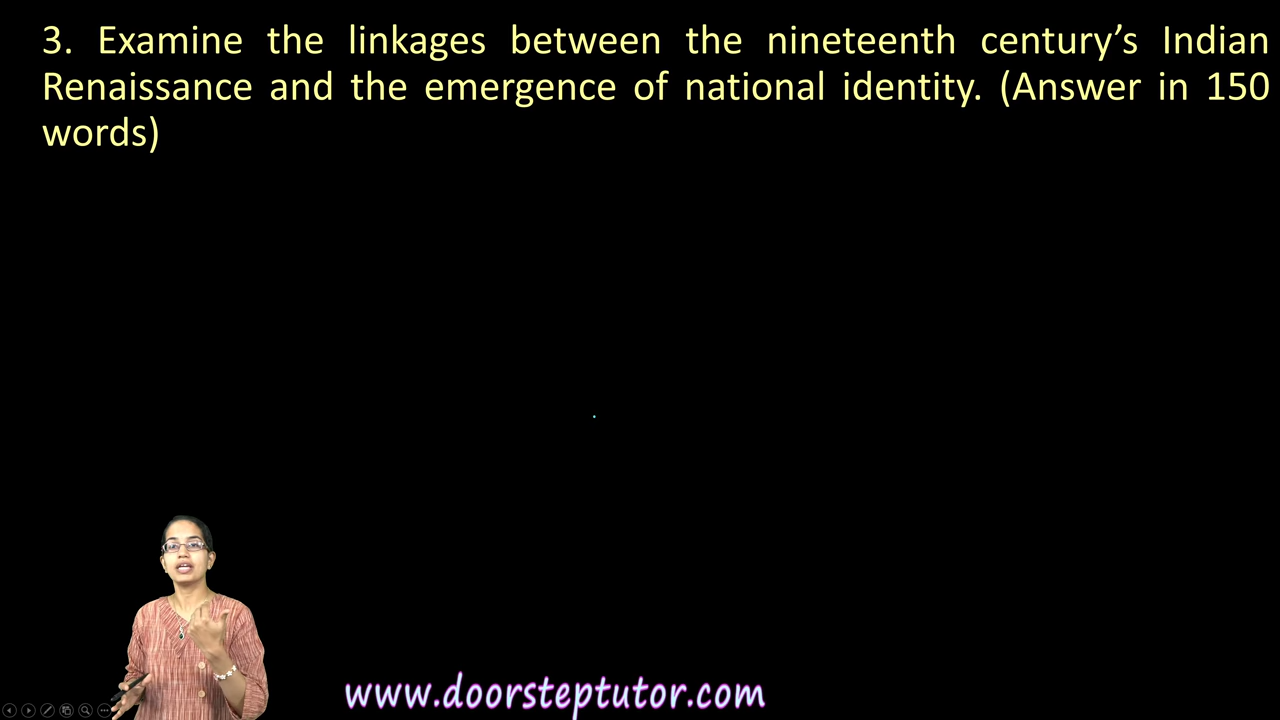 3. Examine the linkages between the nineteenth century’s Indian
Renaissance and the emergence of national identity. (Answer in 150
words)
www.doorsteptutor.com